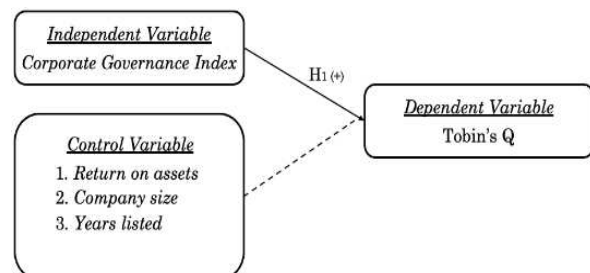 Independent Variable
Corporate Governance Index
H1 (+)
Dependent Variable
Tobin's Q
Control Variable
1. Return on assets
2. Company size
3. Years listed